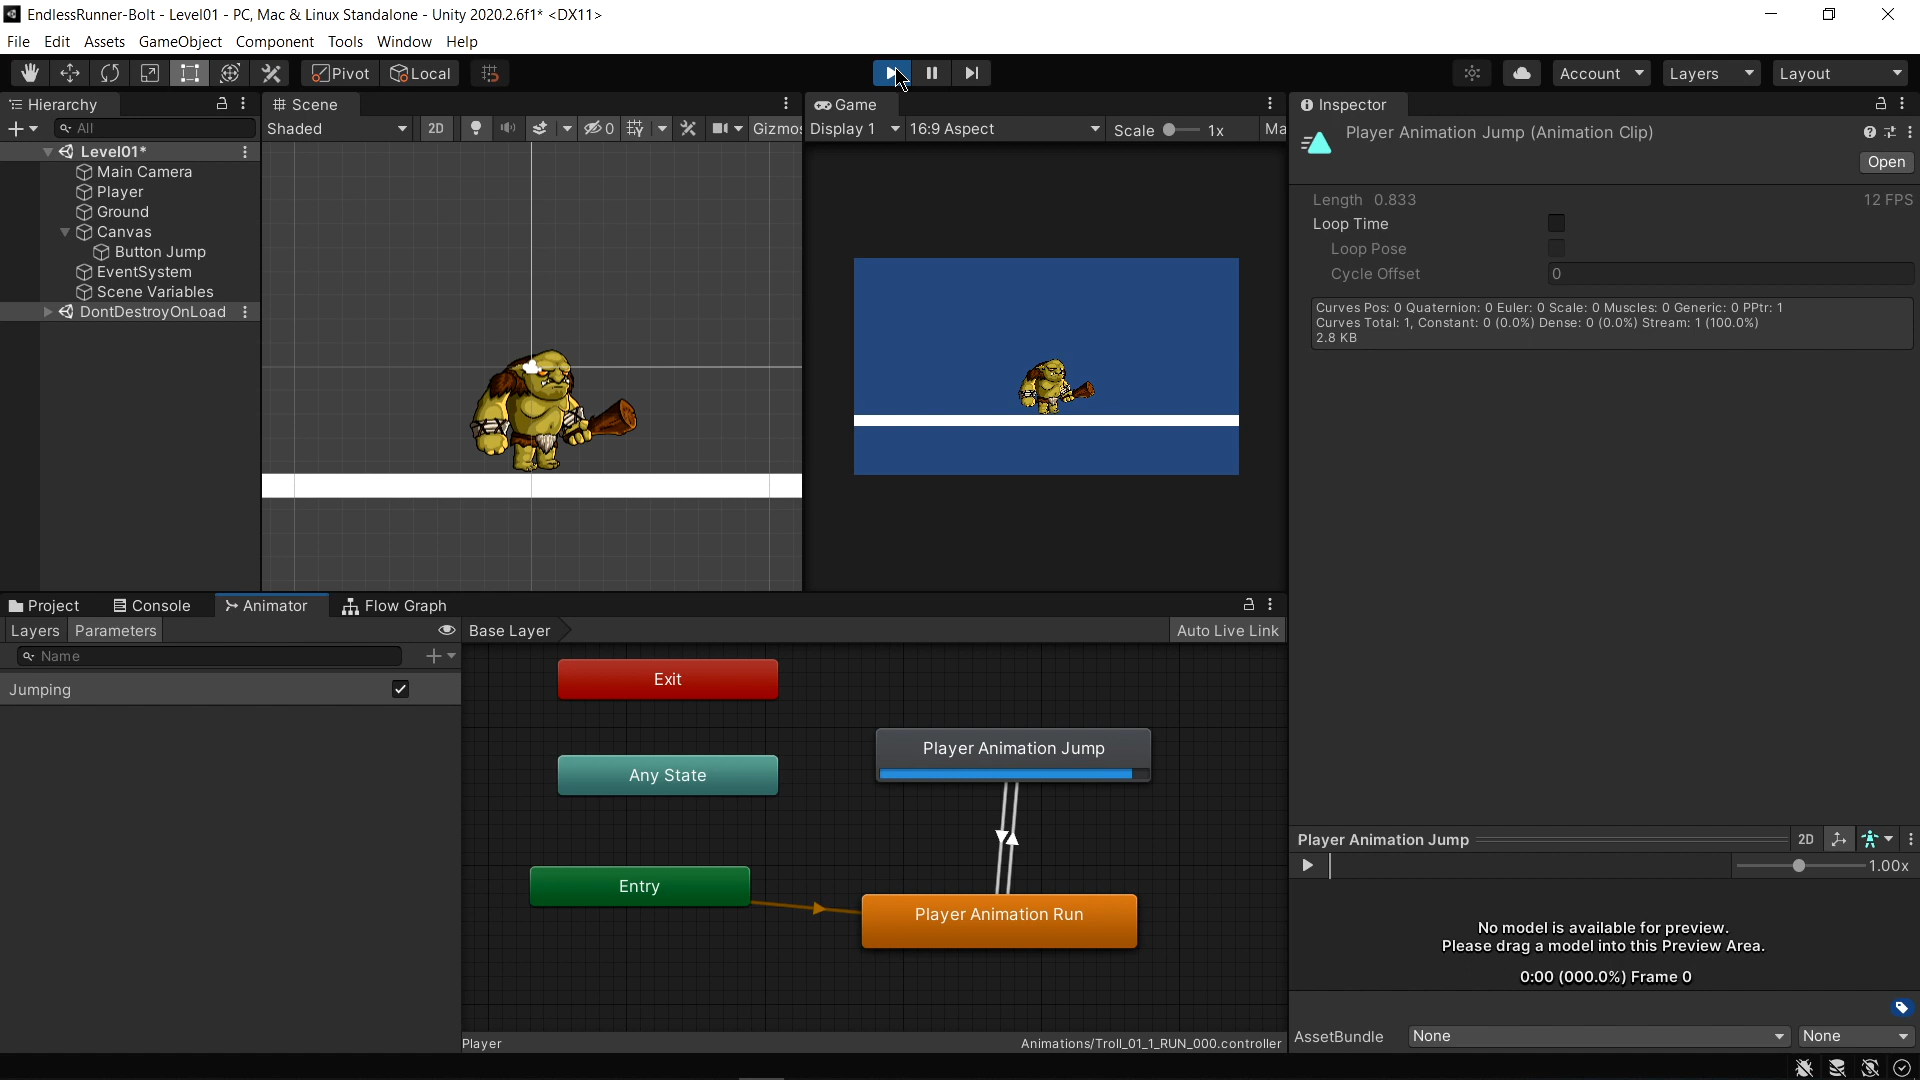 EndlessRunner-Bolt - Level01 - PC, Mac & Linux Standalone - Unity 2020.2.6f1* <DX11>
File Edit Assets GameObject Component Tools Window Help
Pivot Local Account Layers Layout
Hierarchy
Scene
Game
Inspector
All
Shaded 2D 0 Gizmos
Display 1 16:9 Aspect Scale 1x Ma
Player Animation Jump (Animation Clip)
Open
Level01*
Main Camera
Player
Ground
Canvas
Button Jump
EventSystem
Scene Variables
DontDestroyOnLoad
Length 0.833 12 FPS
Loop Time
Loop Pose
Cycle Offset 0
Curves Pos: 0 Quaternion: 0 Euler: 0 Scale: 0 Muscles: 0 Generic: 0 PPtr: 1
Curves Total: 1, Constant: 0 (0.0%) Dense: 0 (0.0%) Stream: 1 (100.0%)
2.8 KB
Project Console Animator Flow Graph
Layers Parameters Base Layer Auto Live Link
Name
Jumping
Exit
Player Animation Jump
Any State
Entry
Player Animation Run
Player Animations/Troll_01_1_RUN_000.controller
Player Animation Jump 2D
1.00x
No model is available for preview.
Please drag a model into this Preview Area.
0:00 (000.0%) Frame 0
AssetBundle None None